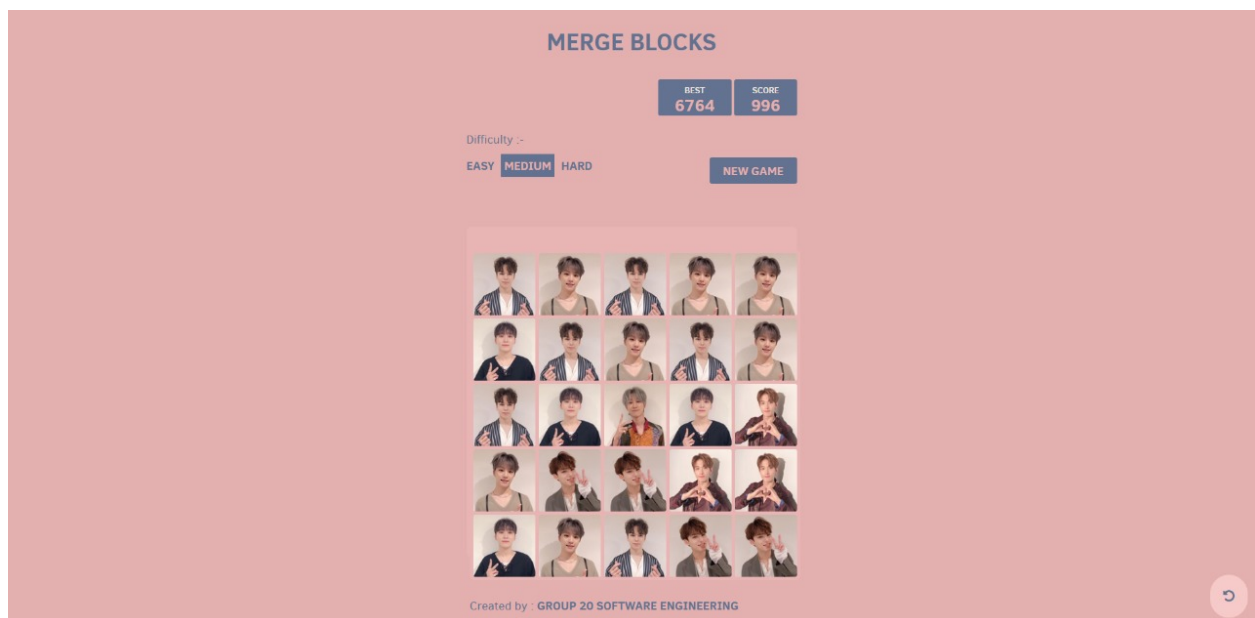 MERGE BLOCKS
BEST SCORE
6764 996
Difficulty :-
EASY MEDIUM HARD
NEW GAME
Created by : GROUP 20 SOFTWARE ENGINEERING